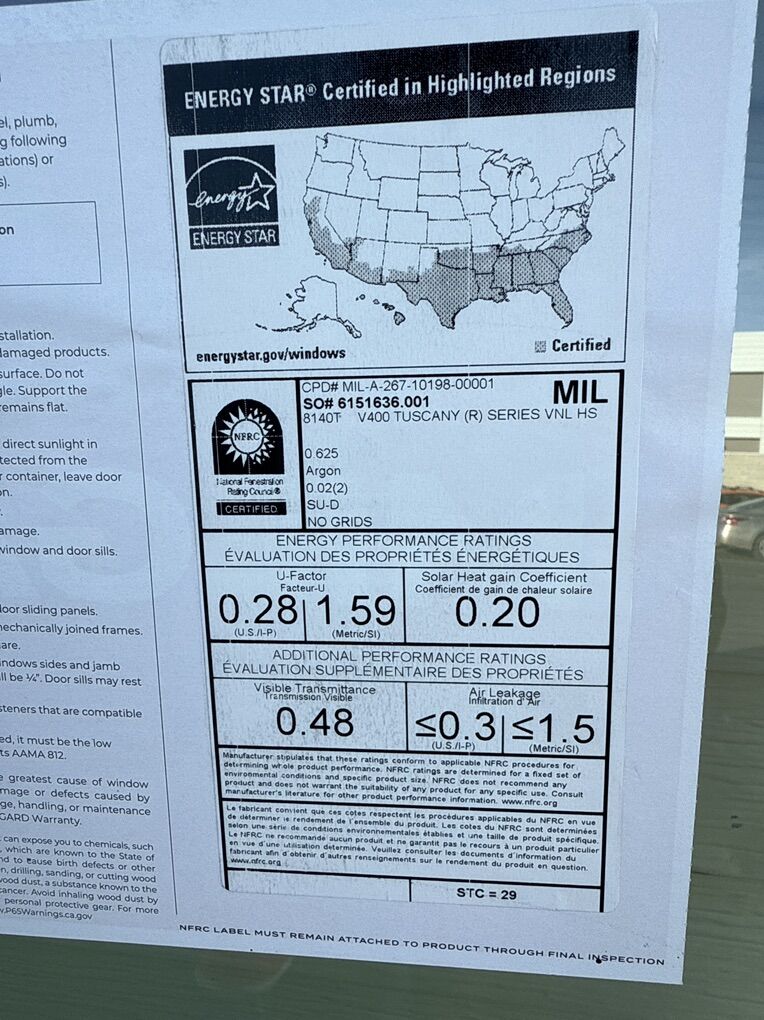 el, plumb,
g following
ations) or
s).
on
stallation.
damaged products.
surface. Do not
gle. Support the
remains flat.
direct sunlight in
tected from the
r container, leave door
on.
amage.
window and door sills.
door sliding panels.
mechanically joined frames.
are.
indows sides and jamb
ll be ¼". Door sills may rest
steners that are compatible
ed, it must be the low
ts AAMA 812.
e greatest cause of window
mage or defects caused by
ge, handling, or maintenance
GARD Warranty.
can expose you to chemicals, such
, which are known to the State of
nd to cause birth defects or other
n, drilling, sanding, or cutting wood
wood dust, a substance known to the
cancer. Avoid inhaling wood dust by
personal protective gear. For more
w.P65Warnings.ca.gov
ENERGY STAR® Certified in Highlighted Regions
energy
ENERGY STAR
energystar.gov/windows
Certified
NFRC
National Fenestration
Rating Council®
CERTIFIED
CPD# MIL-A-267-10198-00001
MIL
SO# 6151636.001
8140T V400 TUSCANY (R) SERIES VNL HS
0.625
Argon
0.02(2)
SU-D
NO GRIDS
ENERGY PERFORMANCE RATINGS
ÉVALUATION DES PROPRIÉTÉS ÉNERGÉTIQUES
U-Factor
Facteur-U
0.28 1.59
(U.S./I-P) (Metric/SI)
Solar Heat gain Coefficient
Coefficient de gain de chaleur solaire
0.20
ADDITIONAL PERFORMANCE RATINGS
ÉVALUATION SUPPLÉMENTAIRE DES PROPRIÉTÉS
Visible Transmittance
Transmission Visible
0.48
Air Leakage
Infiltration d' Air
≤0.3 ≤1.5
(U.S./I-P) (Metric/SI)
Manufacturer stipulates that these ratings conform to applicable NFRC procedures for
determining whole product performance. NFRC ratings are determined for a fixed set of
environmental conditions and specific product size. NFRC does not recommend any
product and does not warrant the suitability of any product for any specific use. Consult
manufacturer's literature for other product performance information. www.nfrc.org
Le fabricant convient que ces cotes respectent les procédures applicables du NFRC en vue
de déterminer le rendement de l'ensemble du produit. Les cotes du NFRC sont déterminées
selon une série de conditions environnementales établies et une taille de produit spécifique.
Le NFRC ne recommande aucun produit et ne garantit pas le recours à un produit particulier
en vue d'une utilisation déterminée. Veuillez consulter les documents d'information du
fabricant afin d'obtenir d'autres renseignements sur le rendement du produit en question.
www.nfrc.org
STC = 29
NFRC LABEL MUST REMAIN ATTACHED TO PRODUCT THROUGH FINAL INSPECTION